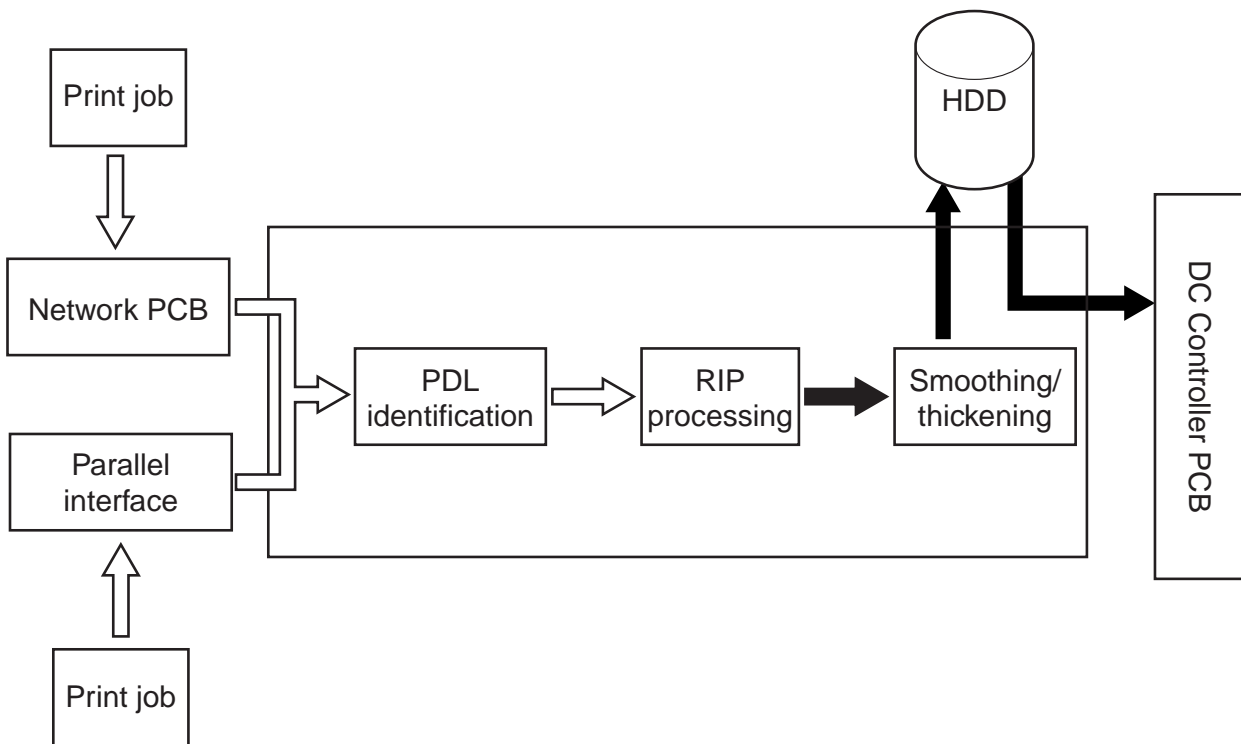 Print job
HDD
Network PCB
PDL
identification
RIP
processing
Smoothing/
thickening
DC Controller PCB
Parallel
interface
Print job